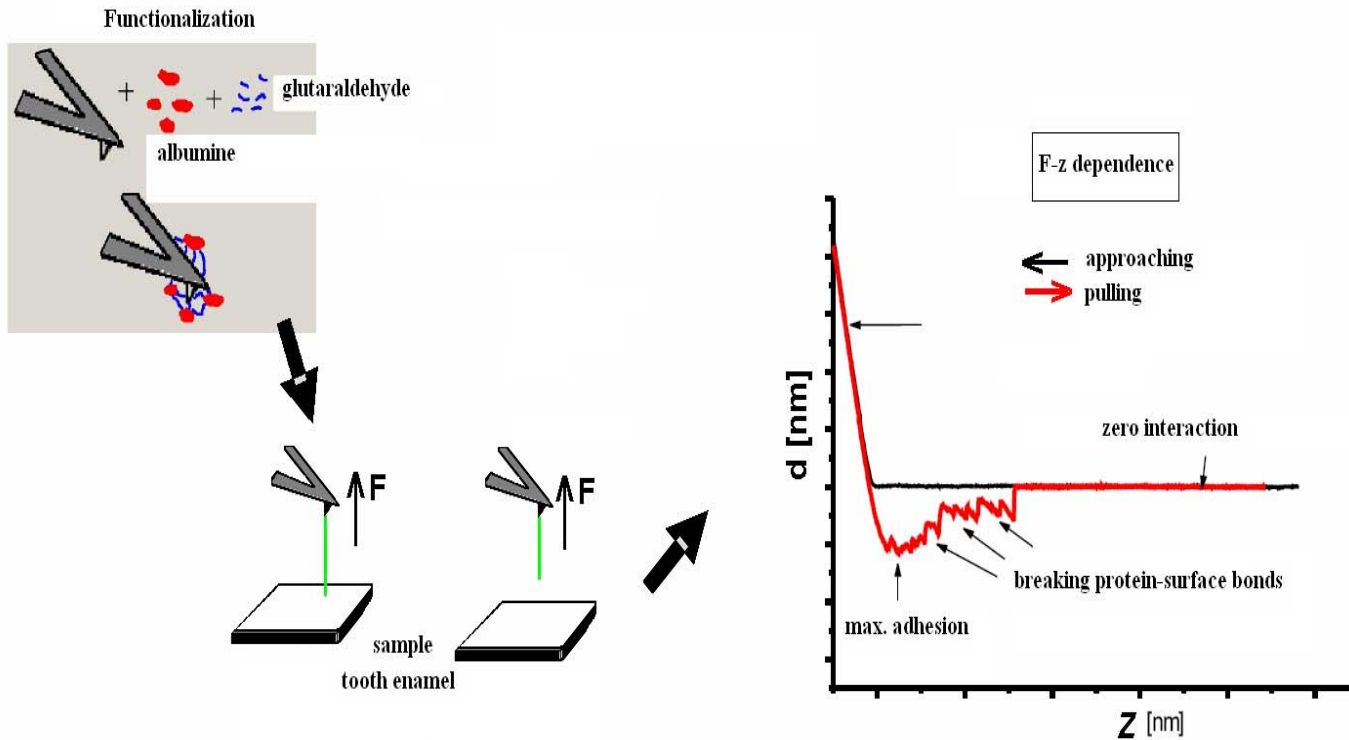 Functionalization
+
+
glutaraldehyde
albumine
F
F
sample
tooth enamel
F-z dependence
approaching
pulling
d [nm]
zero interaction
breaking protein-surface bonds
max. adhesion
Z [nm]